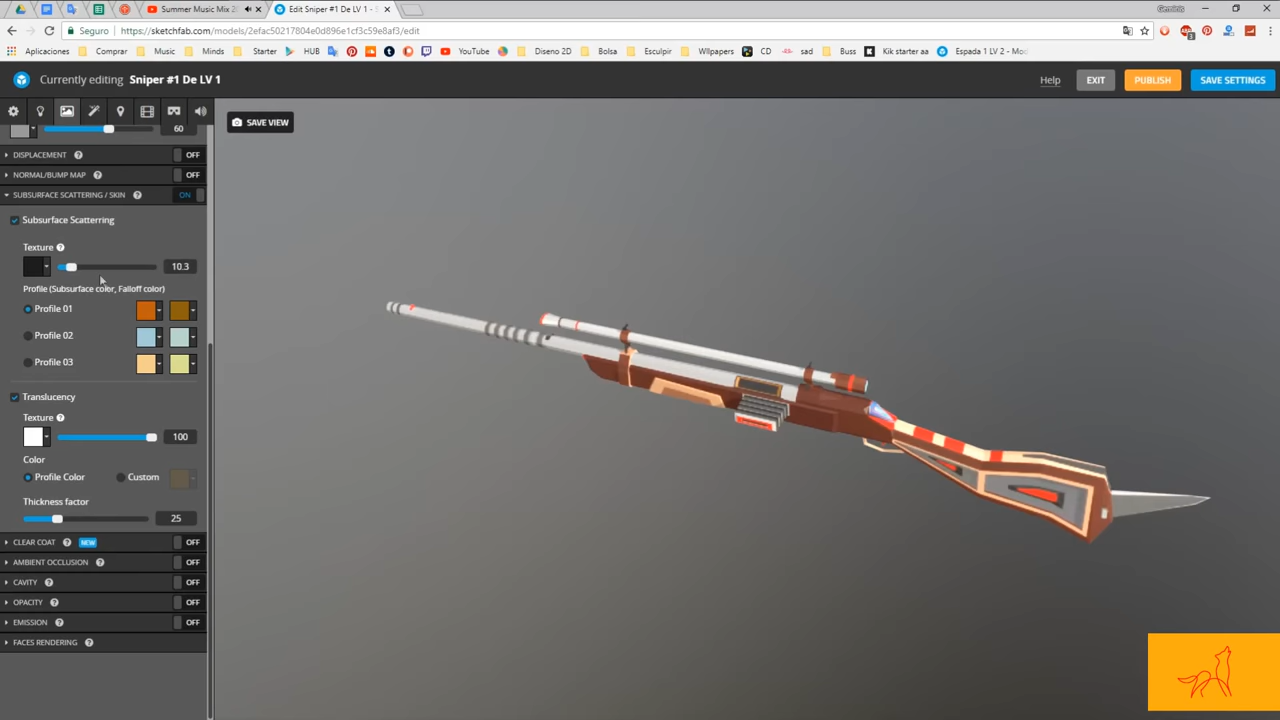 Summer Music Mix 20
Edit Sniper #1 De LV 1 -
Geminis
Seguro
https://sketchfab.com/models/2efac50217804e0d896e1cf3c59e8af3/edit
Aplicaciones
Comprar
Music
Minds
Starter
HUB
YouTube
Diseno 2D
Bolsa
Esculpir
Wllpapers
CD
sad
Buss
Kik starter aa
Espada 1 LV 2 - Mod
Currently editing Sniper #1 De LV 1
Help
EXIT
PUBLISH
SAVE SETTINGS
SAVE VIEW
60
DISPLACEMENT ? OFF
NORMAL/BUMP MAP ? OFF
SUBSURFACE SCATTERING / SKIN ? ON
Subsurface Scatterring
Texture ?
10.3
Profile (Subsurface color, Falloff color)
Profile 01
Profile 02
Profile 03
Translucency
Texture ?
100
Color
Profile Color
Custom
Thickness factor
25
CLEAR COAT ? NEW OFF
AMBIENT OCCLUSION ? OFF
CAVITY ? OFF
OPACITY ? OFF
EMISSION ? OFF
FACES RENDERING ?